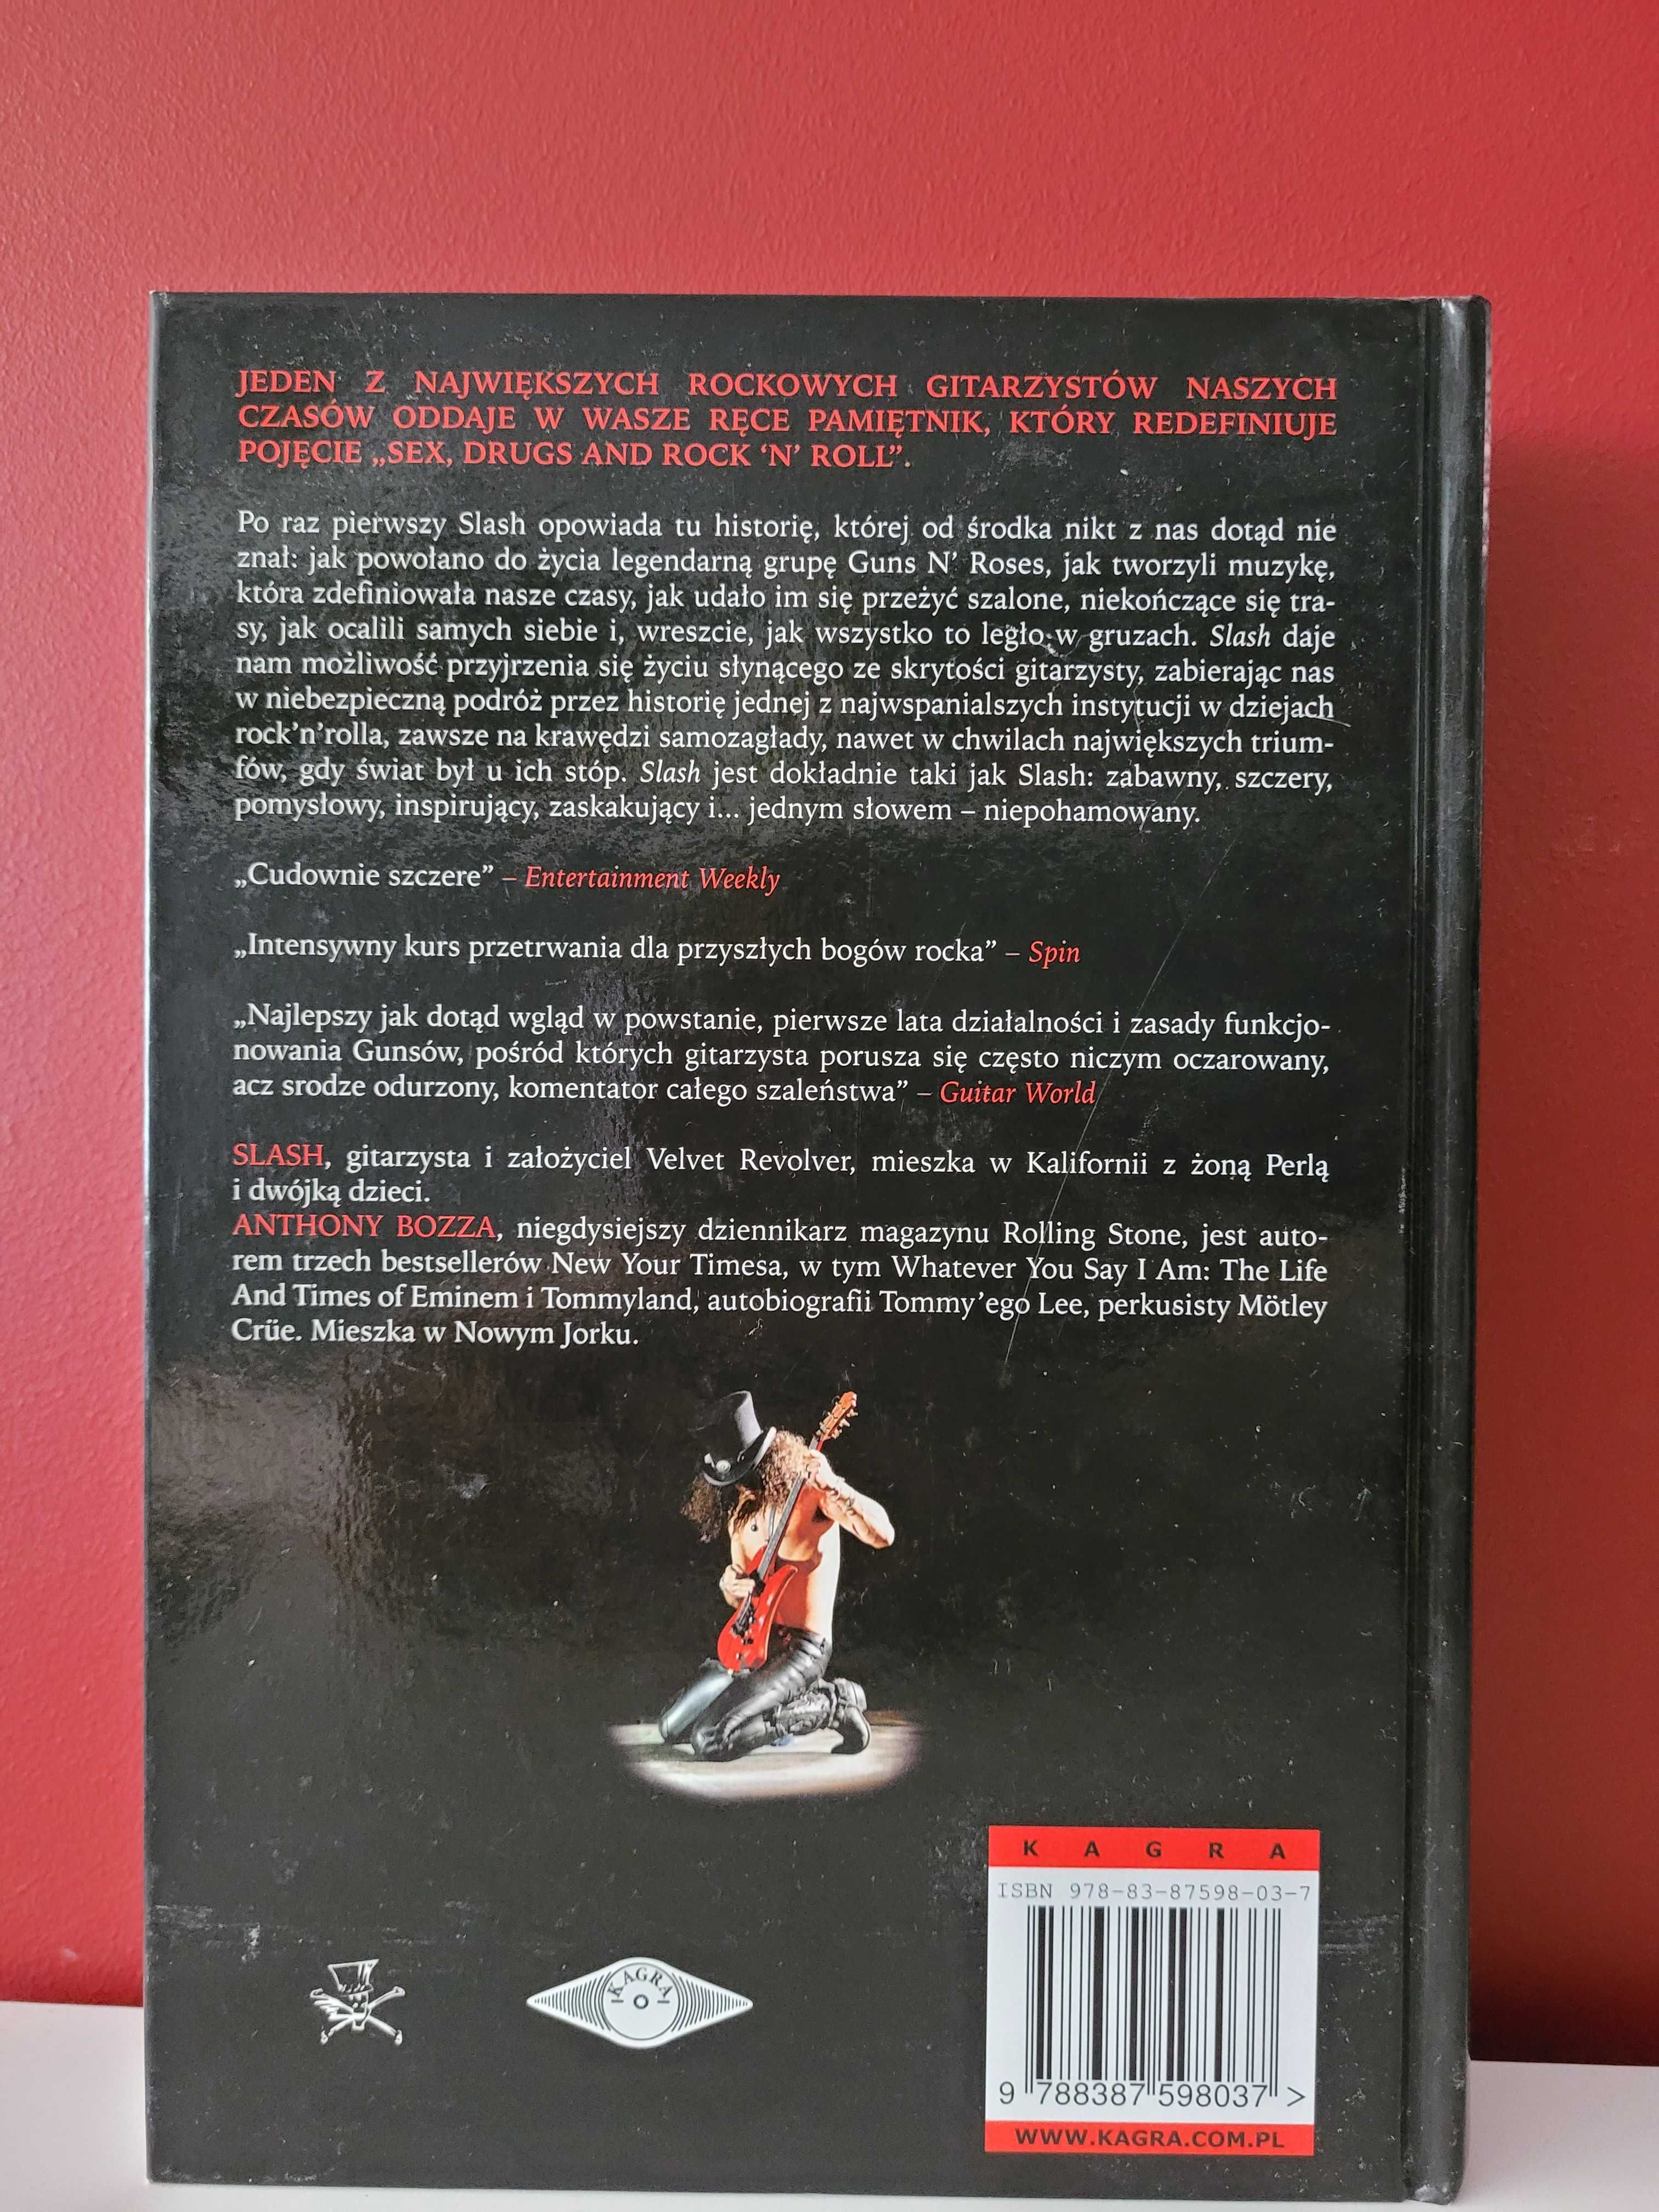 JEDEN Z NAJWIĘKSZYCH ROCKOWYCH GITARZYSTÓW NASZYCH
CZASÓW ODDAJE W WASZE RĘCE PAMIĘTNIK, KTÓRY REDEFINIUJE
POJĘCIE „SEX, DRUGS AND ROCK ‘N’ ROLL”.
Po raz pierwszy Slash opowiada tu historię, której od środka nikt z nas dotąd nie
znał: jak powołano do życia legendarną grupę Guns N’ Roses, jak tworzyli muzykę,
która zdefiniowała nasze czasy, jak udało im się przeżyć szalone, niekończące się tra-
sy, jak ocalili samych siebie i, wreszcie, jak wszystko to legło w gruzach. Slash daje
nam możliwość przyjrzenia się życiu słynącego ze skrytości gitarzysty, zabierając nas
w niebezpieczną podróż przez historię jednej z najwspanialszych instytucji w dziejach
rock’n’rolla, zawsze na krawędzi samozagłady, nawet w chwilach największych trium-
fów, gdy świat był u ich stóp. Slash jest dokładnie taki jak Slash: zabawny, szczery,
pomysłowy, inspirujący, zaskakujący i... jednym słowem – niepohamowany.
„Cudownie szczere” – Entertainment Weekly
„Intensywny kurs przetrwania dla przyszłych bogów rocka” – Spin
„Najlepszy jak dotąd wgląd w powstanie, pierwsze lata działalności i zasady funkcjo-
nowania Gunsów, pośród których gitarzysta porusza się często niczym oczarowany,
acz srodze odurzony, komentator całego szaleństwa” – Guitar World
SLASH, gitarzysta i założyciel Velvet Revolver, mieszka w Kalifornii z żoną Perlą
i dwójką dzieci.
ANTHONY BOZZA, niegdysiejszy dziennikarz magazynu Rolling Stone, jest auto-
rem trzech bestsellerów New Your Timesa, w tym Whatever You Say I Am: The Life
And Times of Eminem i Tommyland, autobiografii Tommy’ego Lee, perkusisty Mötley
Crüe. Mieszka w Nowym Jorku.
KAGRA
KAGRA
ISBN 978-83-87598-03-7
9 788387 598037 >
WWW.KAGRA.COM.PL